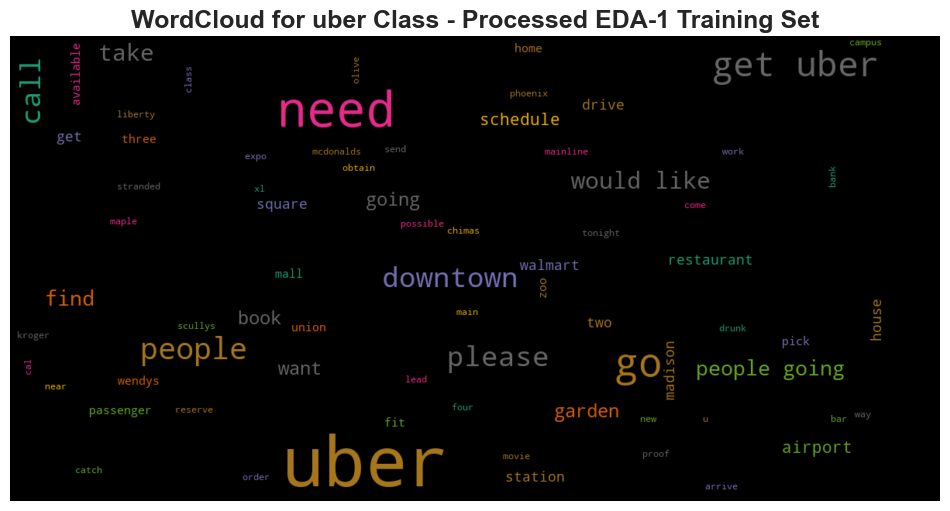 WordCloud for uber Class - Processed EDA-1 Training Set
campus
take
home
available
call
olive
class
get uber
phoenix
need
drive
liberty
schedule
get
three
mcdonalds
send
mainline
work
expo
obtain
bank
stranded
xl
would like
going
square
come
maple
possible
chimas
tonight
restaurant
walmart
mall
downtown
zoo
find
main
house
book
scullys
union
two
drunk
kroger
people
pick
please
go
madison
want
people going
cal
near
wendys
lead
passenger
reserve
four
garden
fit
new
u
bar
way
airport
uber
movie
proof
catch
order
station
arrive